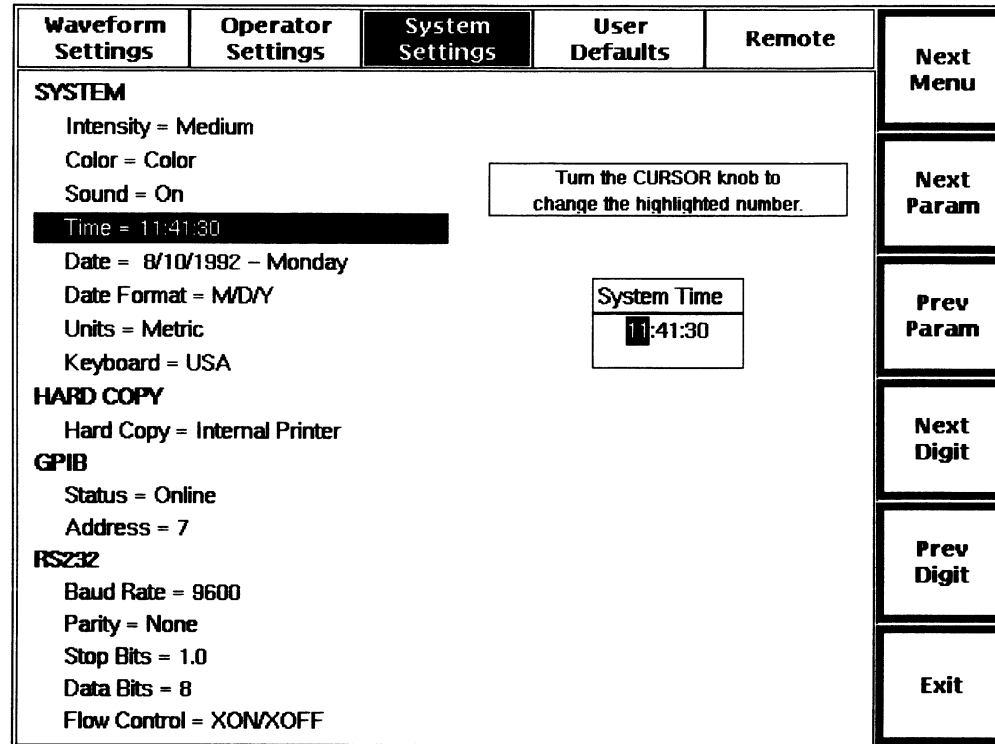 Waveform Settings
Operator Settings
System Settings
User Defaults
Remote
SYSTEM
Intensity = Medium
Color = Color
Sound = On
Time = 11:41:30
Date = 8/10/1992 – Monday
Date Format = M/D/Y
Units = Metric
Keyboard = USA
HARD COPY
Hard Copy = Internal Printer
GPIB
Status = Online
Address = 7
RS232
Baud Rate = 9600
Parity = None
Stop Bits = 1.0
Data Bits = 8
Flow Control = XON/XOFF
Turn the CURSOR knob to
change the highlighted number.
System Time
11:41:30
Next
Menu
Next
Param
Prev
Param
Next
Digit
Prev
Digit
Exit